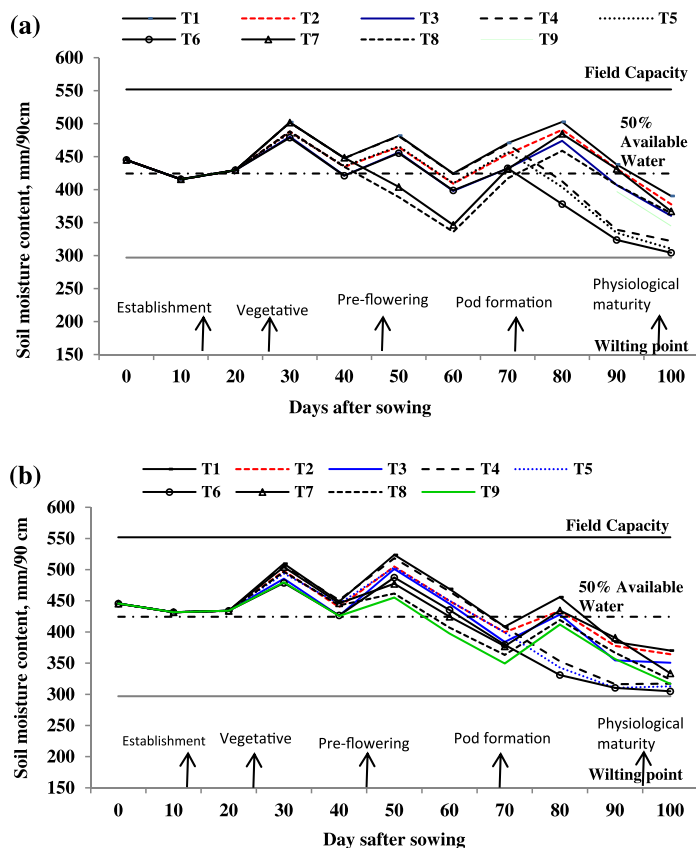 (a)
T1 T2 T3 T4 T5
T6 T7 T8 T9
Soil moisture content, mm/90cm
600
550
500
450
400
350
300
250
200
150
Field Capacity
50%
Available
Water
Establishment
Vegetative
Pre-flowering
Pod formation
Physiological
maturity
Wilting point
0 10 20 30 40 50 60 70 80 90 100
Days after sowing
(b)
T1 T2 T3 T4 T5
T6 T7 T8 T9
Soil moisture content, mm/90 cm
600
550
500
450
400
350
300
250
200
150
Field Capacity
50% Available
Water
Establishment
Vegetative
Pre-flowering
Pod formation
Physiological
maturity
Wilting point
0 10 20 30 40 50 60 70 80 90 100
Day safter sowing